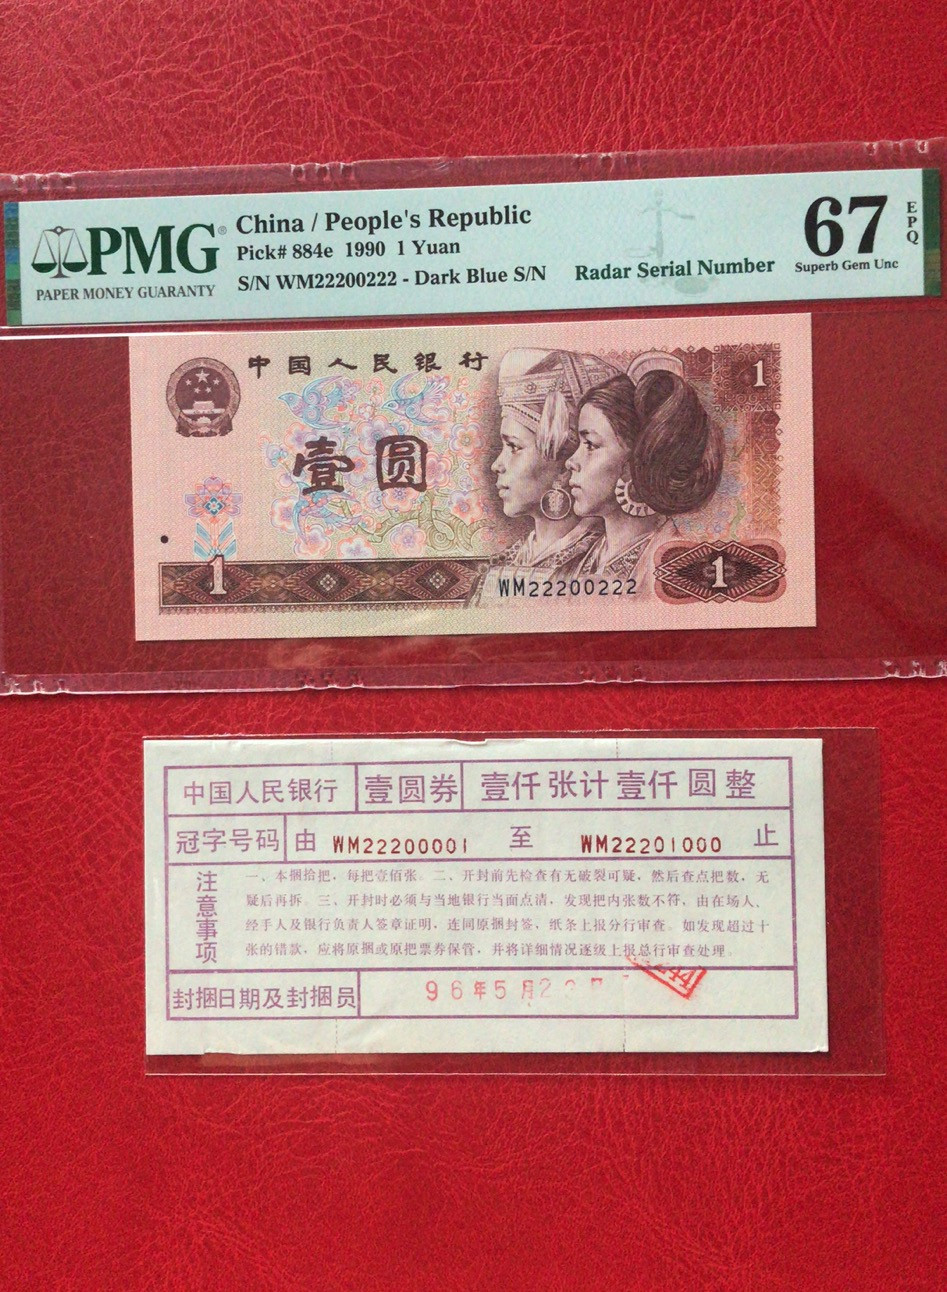 PMG®
PAPER MONEY GUARANTY
China / People's Republic
Pick# 884e 1990 1 Yuan
S/N WM22200222 - Dark Blue S/N
Radar Serial Number
67
EPQ
Superb Gem Unc
中国人民银行
1
壹圆
1
WM22200222
1
中国人民银行 壹圆券 壹仟张计壹仟圆整
冠字号码 由 WM22200001 至 WM22201000 止
注意事项
一、本捆拾把，每把壹佰张。二、开封前先检查有无破裂可疑，然后查点把数，无
疑后再拆。三、开封时必须与当地银行当面点清，发现把内张数不符，由在场人、
经手人及银行负责人签章证明，连同原捆封签，纸条上报分行审查。如发现超过十
张的错款，应将原捆或原把票券保管，并将详细情况逐级上报总行审查处理。
封捆日期及封捆员 96年5月2